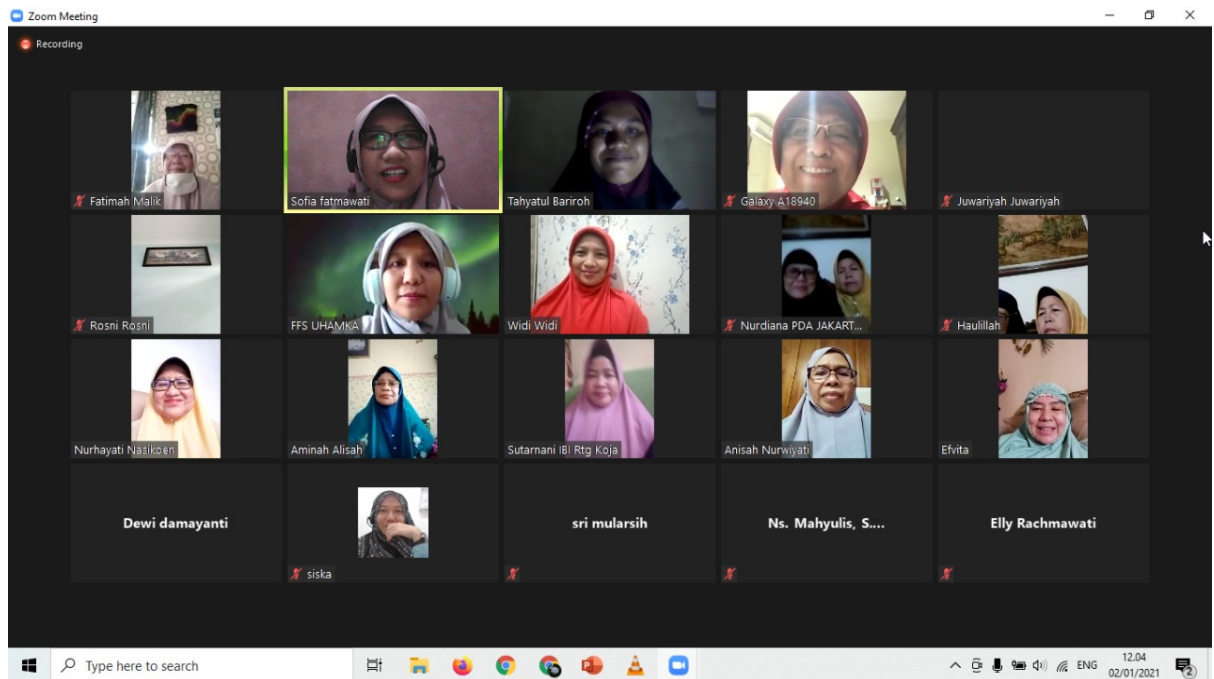 Zoom Meeting
Recording
Fatimah Malik
Sofia fatmawati
Tahyatul Bariroh
Galaxy A18940
Juwariyah Juwariyah
Rosni Rosni
FFS UHAMKA
Widi Widi
Nurdiana PDA JAKART...
Haulillah
Nurhayati Nasikoen
Aminah Alisah
Sutarnani IBI Rtg Koja
Anisah Nurwiyati
Efvita
Dewi damayanti
siska
sri mularsih
Ns. Mahyulis, S....
Elly Rachmawati
Type here to search
ENG
12.04
02/01/2021
2